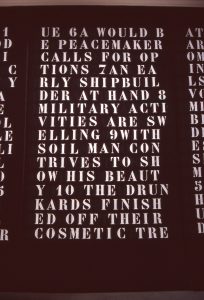 UE 6A WOULD B
E PEACEMAKER
CALLS FOR OP
TIONS 7AN EA
RLY SHIPBUIL
DER AT HAND 8
MILITARY ACTI
VITIES ARE SW
ELLING 9WITH
SOIL MAN CON
TRIVES TO SH
OW HIS BEAUT
Y 10 THE DRUN
KARDS FINISH
ED OFF THEIR
COSMETIC TRE